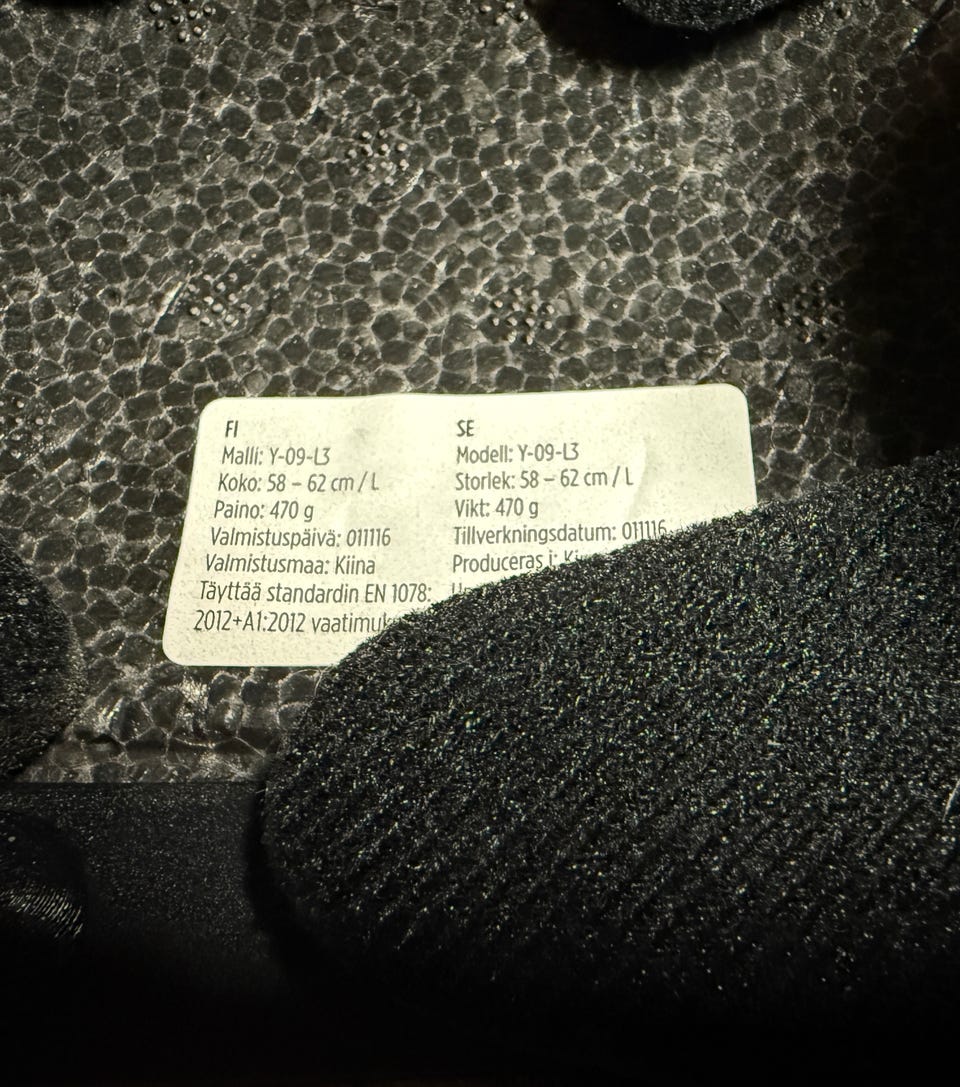 FI
Malli: Y-09-L3
Koko: 58 – 62 cm / L
Paino: 470 g
Valmistuspäivä: 011116
Valmistusmaa: Kiina
Täyttää standardin EN 1078:
2012+A1:2012
SE
Modell: Y-09-L3
Storlek: 58 – 62 cm / L
Vikt: 470 g
Tillverkningsdatum: 011116
Produceras i: